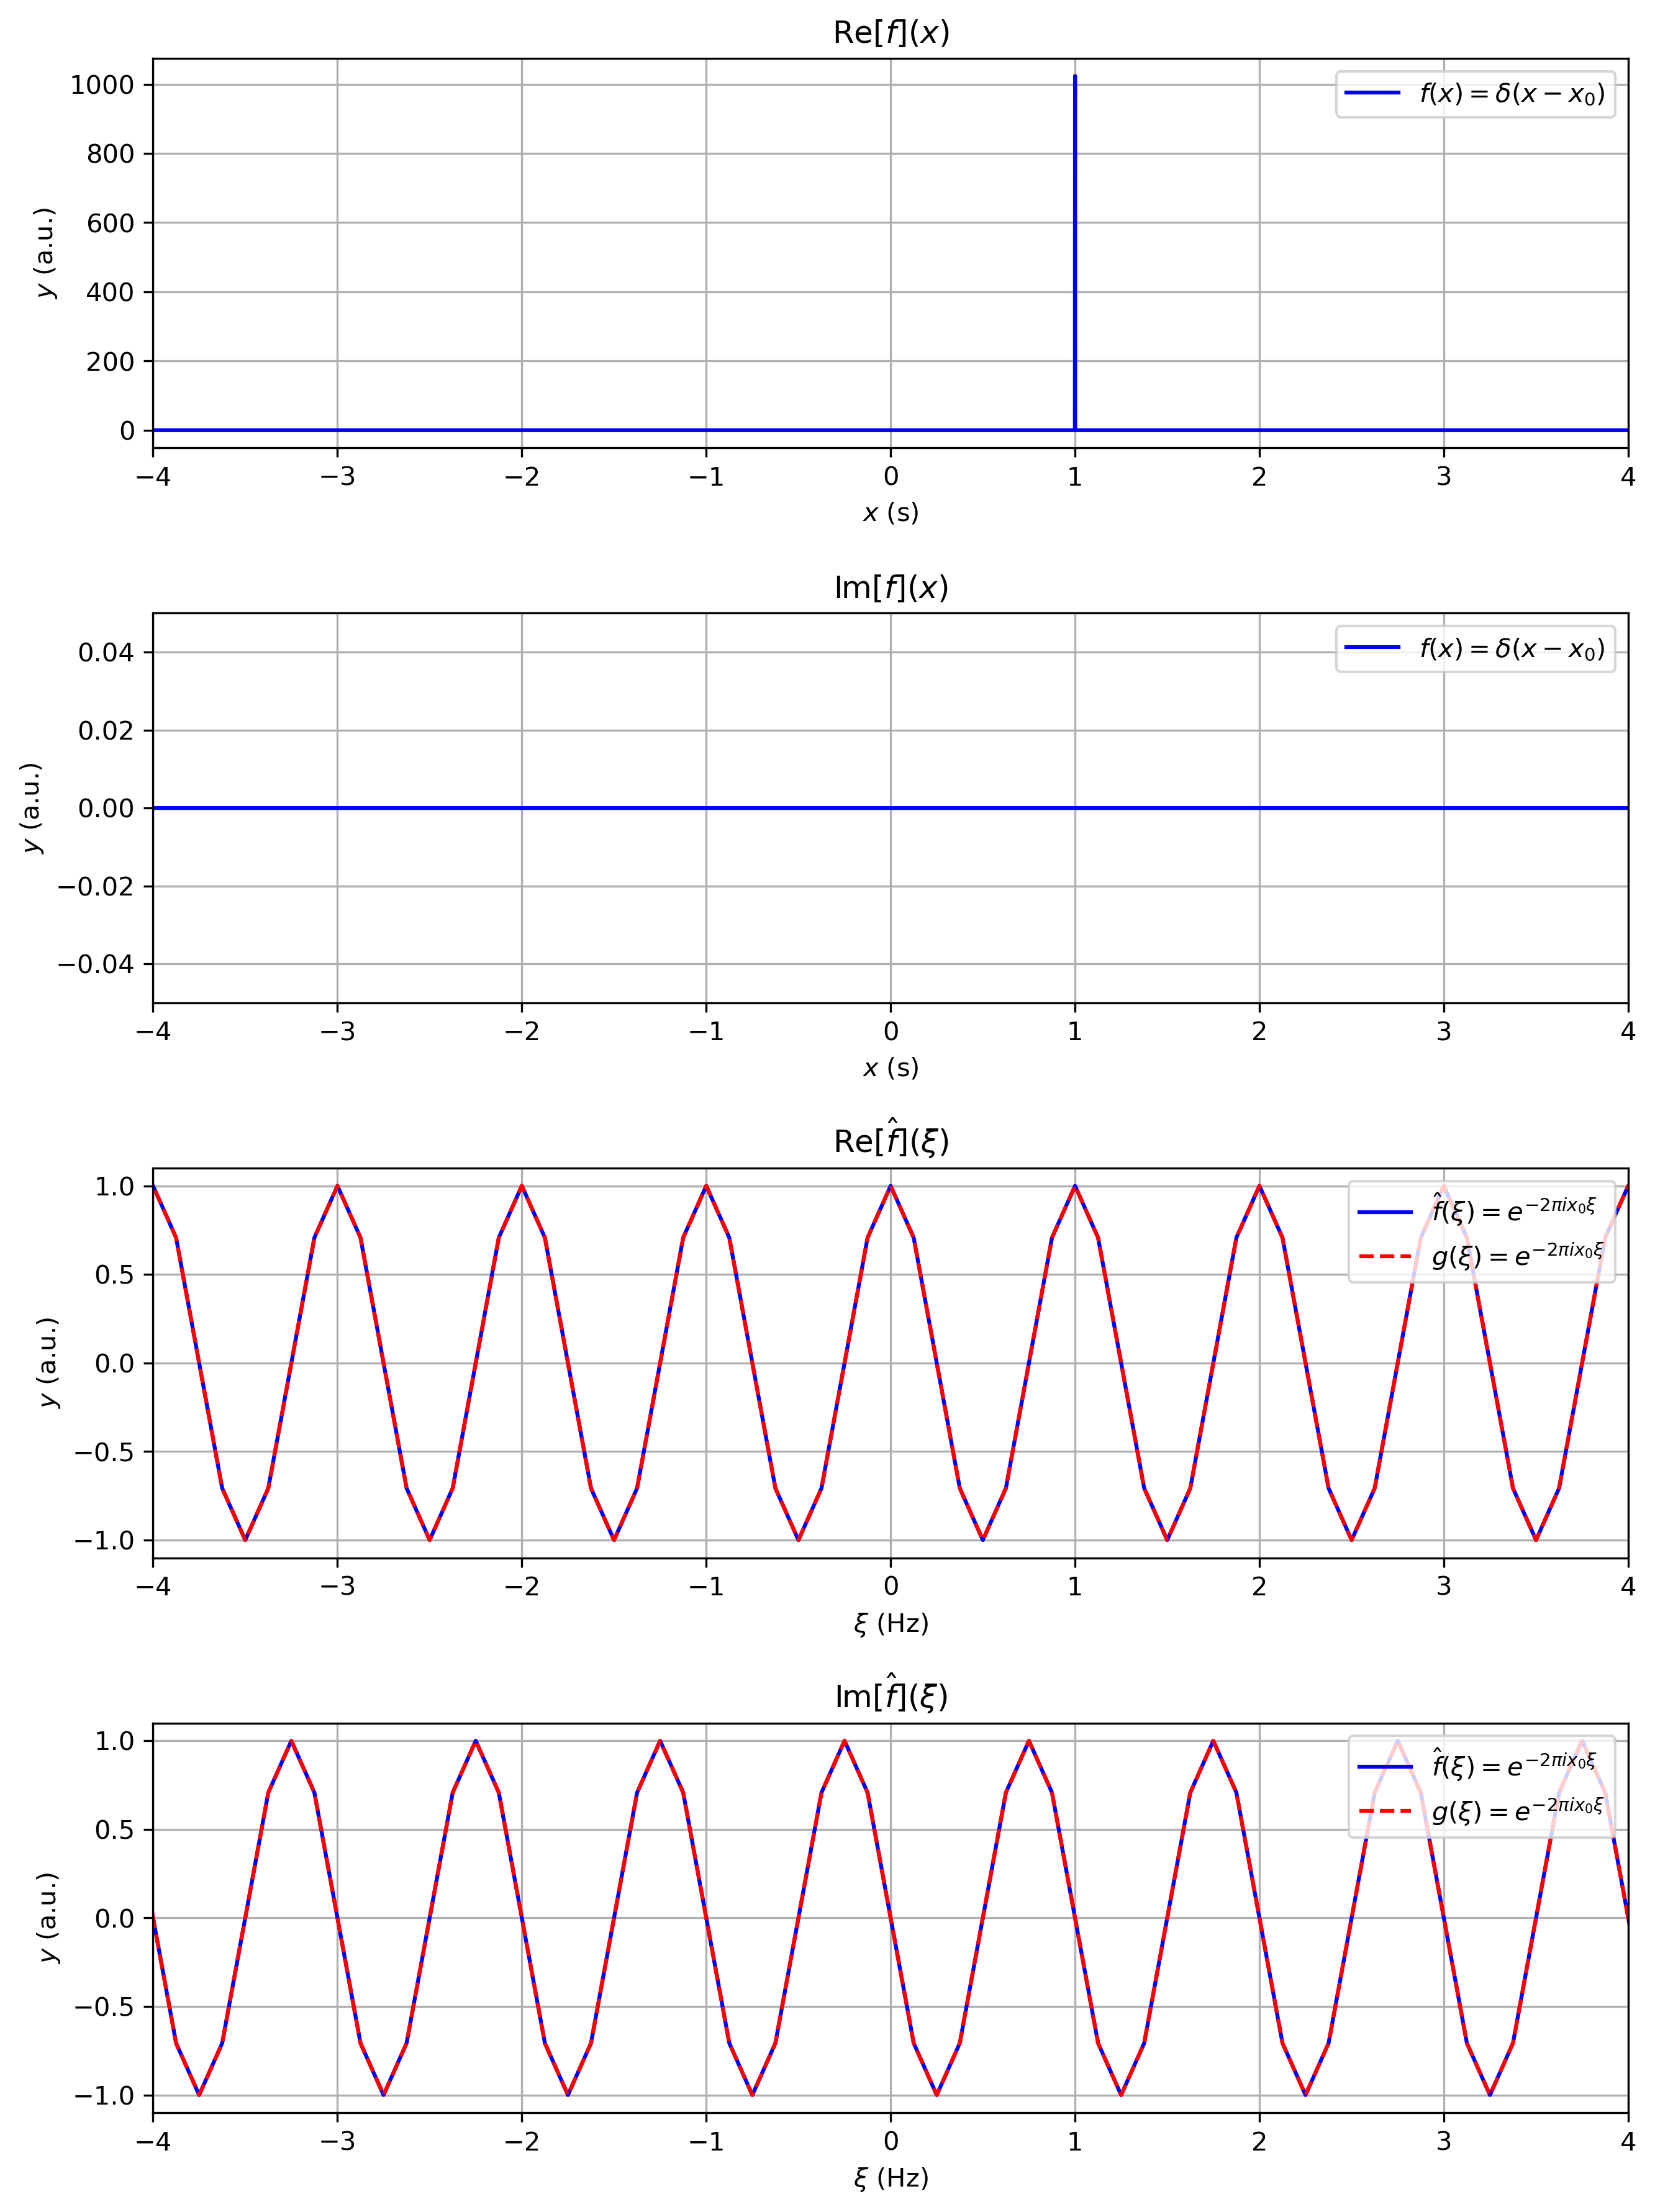 Re[f](x)
1000
800
600
400
200
0
y (a.u.)
f(x) = δ(x − x₀)
−4 −3 −2 −1 0 1 2 3 4
x (s)
Im[f](x)
0.04
0.02
0.00
−0.02
−0.04
y (a.u.)
f(x) = δ(x − x₀)
−4 −3 −2 −1 0 1 2 3 4
x (s)
Re[f̂](ξ)
1.0
0.5
0.0
−0.5
−1.0
y (a.u.)
f̂(ξ) = e^{−2πix₀ξ}
g(ξ) = e^{−2πix₀ξ}
−4 −3 −2 −1 0 1 2 3 4
ξ (Hz)
Im[f̂](ξ)
1.0
0.5
0.0
−0.5
−1.0
y (a.u.)
f̂(ξ) = e^{−2πix₀ξ}
g(ξ) = e^{−2πix₀ξ}
−4 −3 −2 −1 0 1 2 3 4
ξ (Hz)